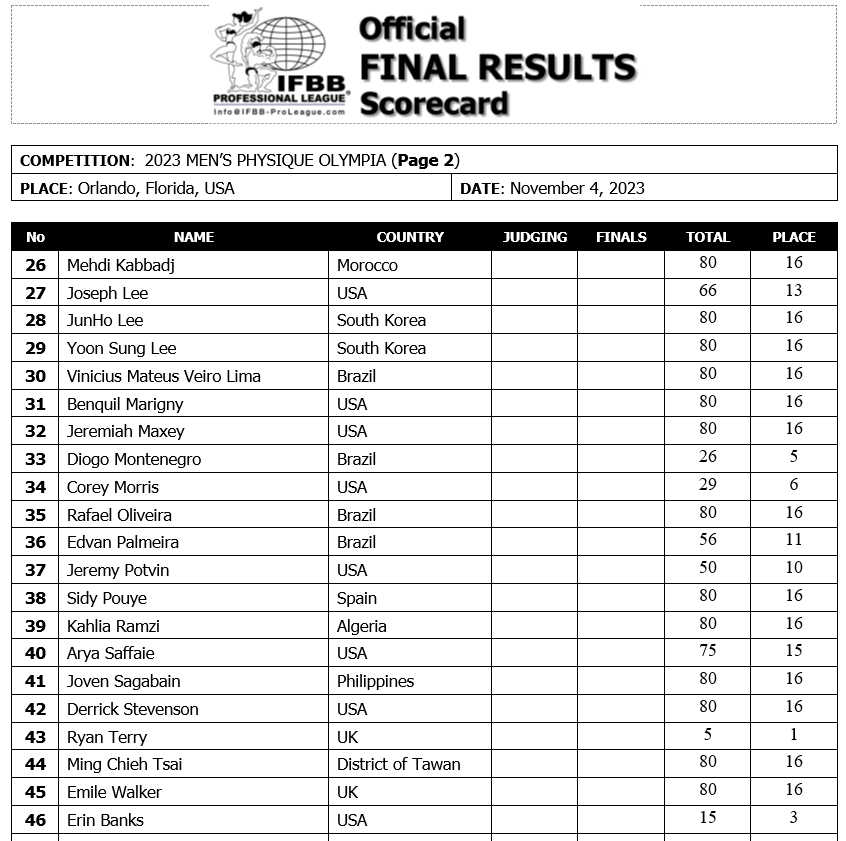 Official
FINAL RESULTS
Scorecard
IFBB
PROFESSIONAL LEAGUE®
Info@IFBB-ProLeague.com
COMPETITION: 2023 MEN'S PHYSIQUE OLYMPIA (Page 2)
PLACE: Orlando, Florida, USA DATE: November 4, 2023
No NAME COUNTRY JUDGING FINALS TOTAL PLACE
26 Mehdi Kabbadj Morocco 80 16
27 Joseph Lee USA 66 13
28 JunHo Lee South Korea 80 16
29 Yoon Sung Lee South Korea 80 16
30 Vinicius Mateus Veiro Lima Brazil 80 16
31 Benquil Marigny USA 80 16
32 Jeremiah Maxey USA 80 16
33 Diogo Montenegro Brazil 26 5
34 Corey Morris USA 29 6
35 Rafael Oliveira Brazil 80 16
36 Edvan Palmeira Brazil 56 11
37 Jeremy Potvin USA 50 10
38 Sidy Pouye Spain 80 16
39 Kahlia Ramzi Algeria 80 16
40 Arya Saffaie USA 75 15
41 Joven Sagabain Philippines 80 16
42 Derrick Stevenson USA 80 16
43 Ryan Terry UK 5 1
44 Ming Chieh Tsai District of Tawan 80 16
45 Emile Walker UK 80 16
46 Erin Banks USA 15 3